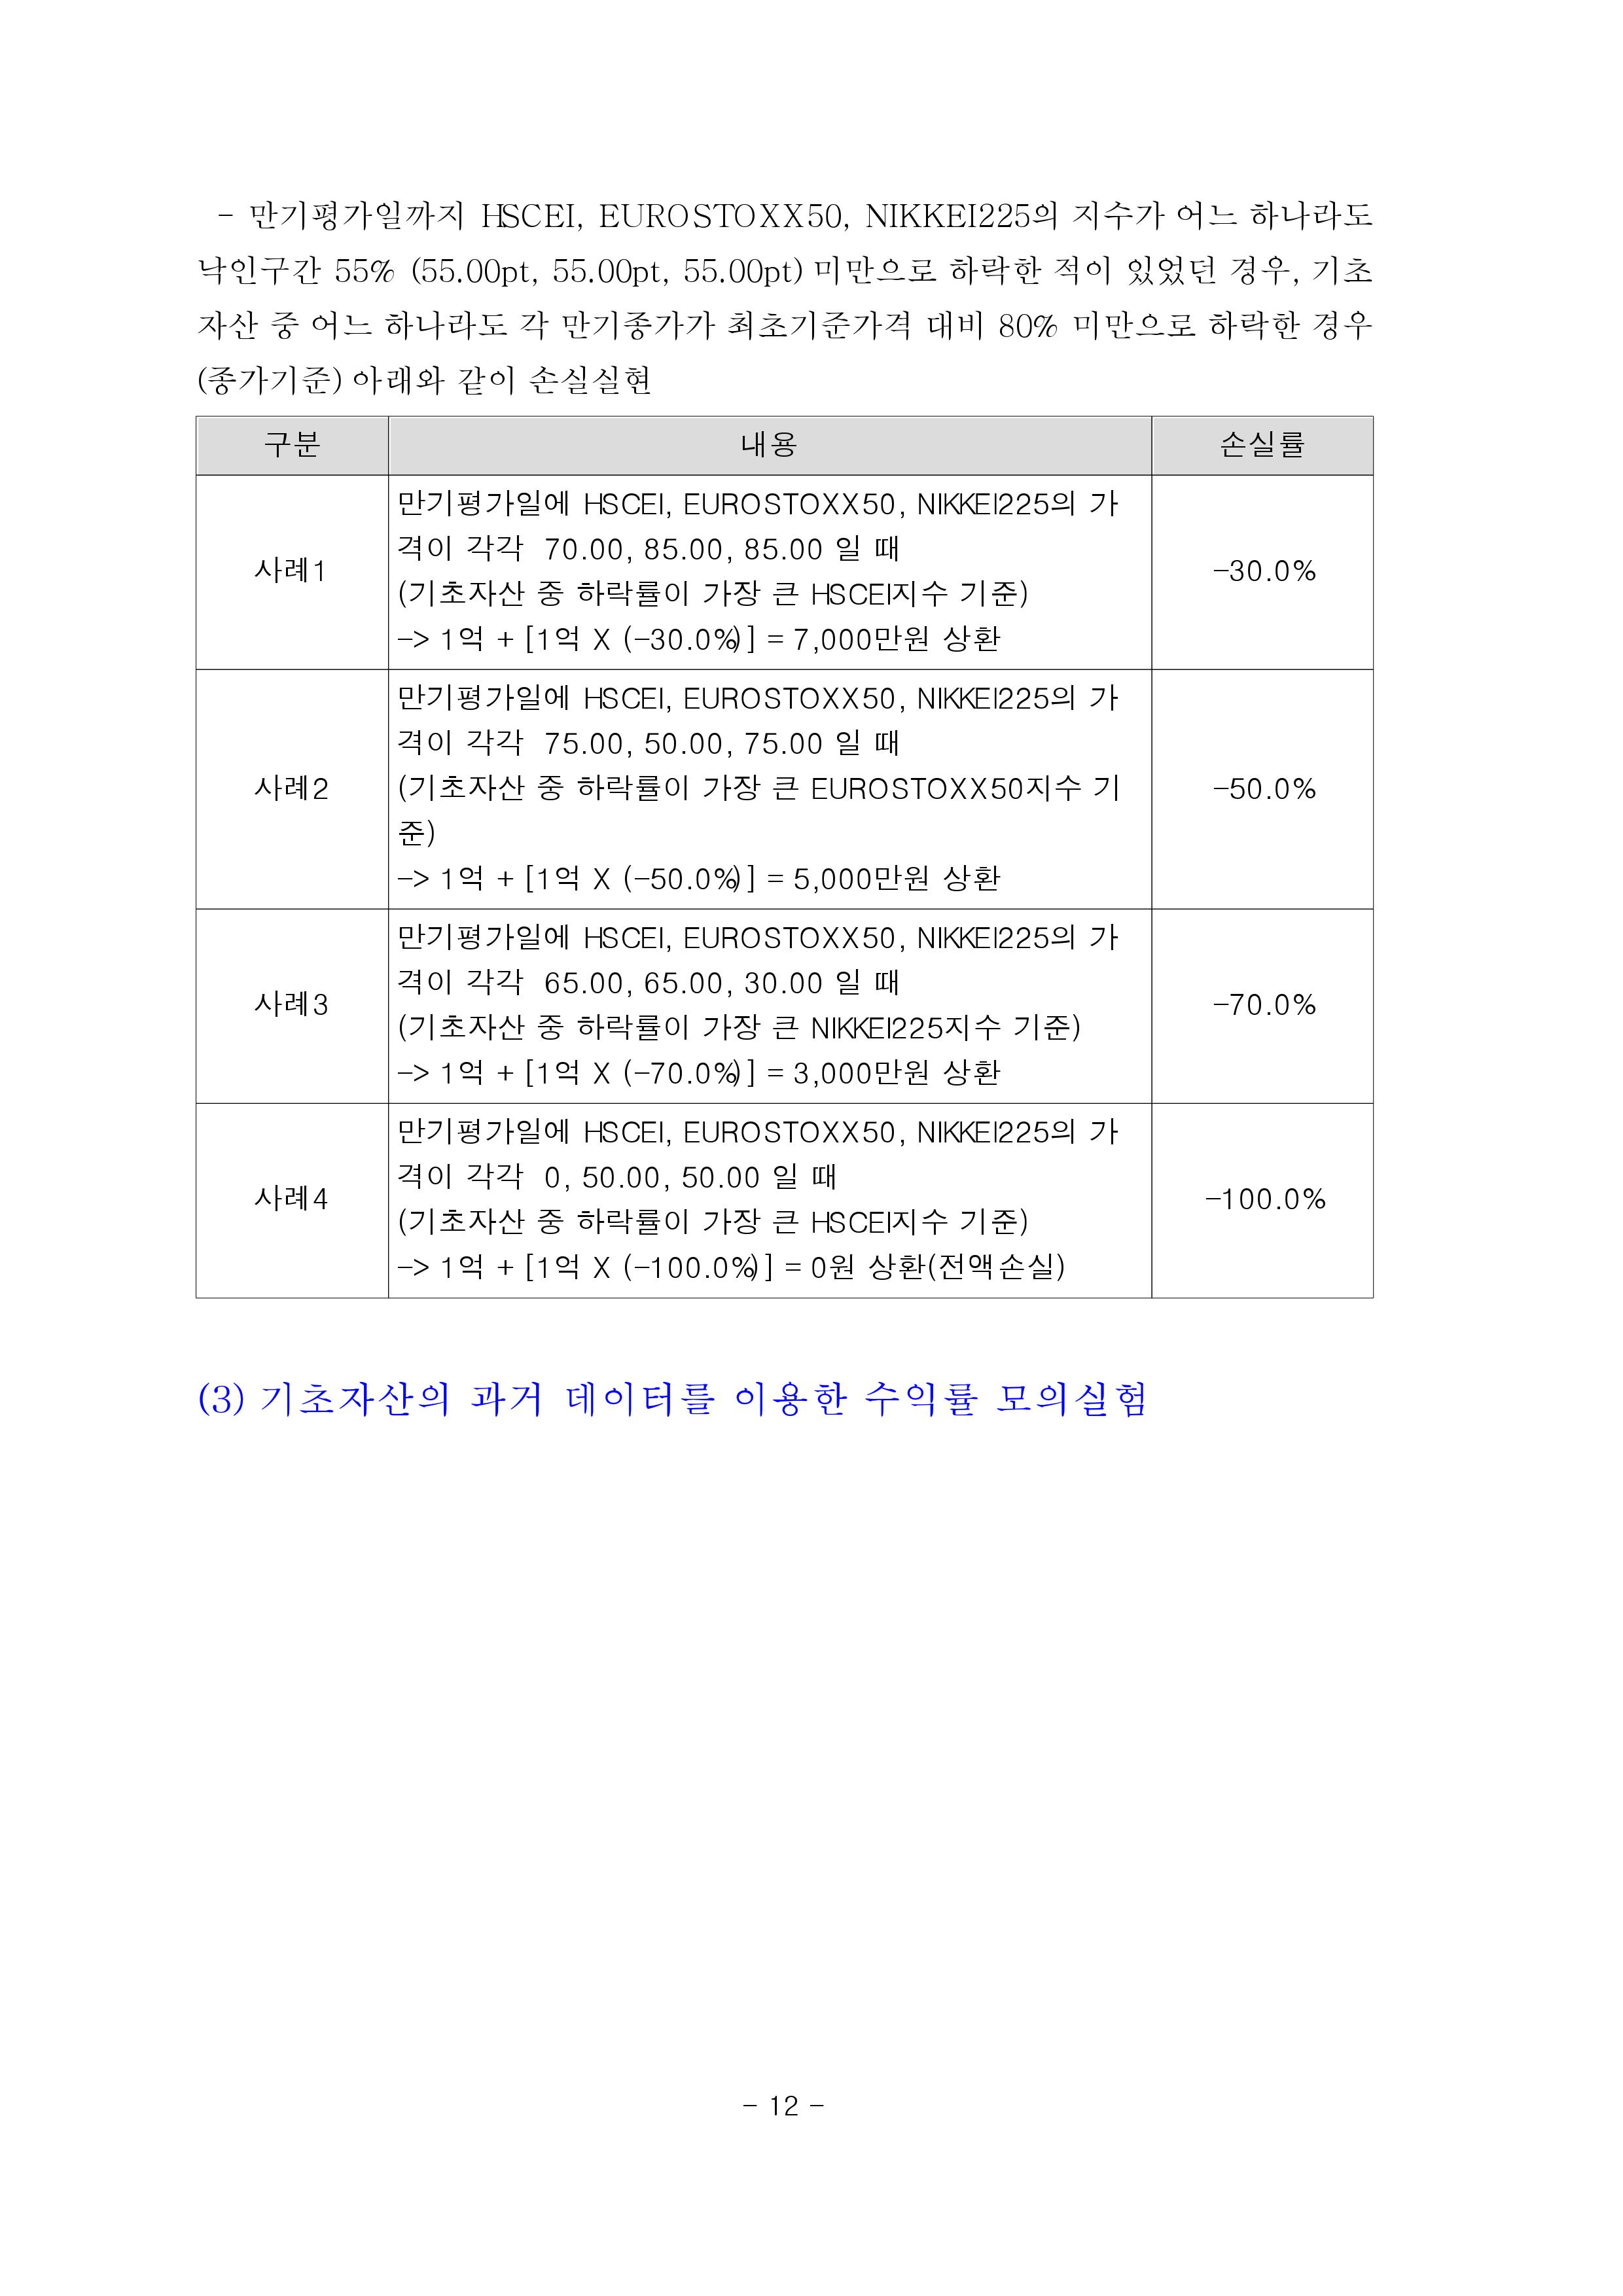 - 만기평가일까지 HSCEI, EUROSTOXX50, NIKKEI225의 지수가 어느 하나라도
낙인구간 55% (55.00pt, 55.00pt, 55.00pt) 미만으로 하락한 적이 있었던 경우, 기초
자산 중 어느 하나라도 각 만기종가가 최초기준가격 대비 80% 미만으로 하락한 경우
(종가기준) 아래와 같이 손실실현
구분 내용 손실률
사례1
만기평가일에 HSCEI, EUROSTOXX50, NIKKEI225의 가
격이 각각 70.00, 85.00, 85.00 일 때
(기초자산 중 하락률이 가장 큰 HSCEI지수 기준)
-> 1억 + [1억 X (-30.0%)] = 7,000만원 상환
-30.0%
사례2
만기평가일에 HSCEI, EUROSTOXX50, NIKKEI225의 가
격이 각각 75.00, 50.00, 75.00 일 때
(기초자산 중 하락률이 가장 큰 EUROSTOXX50지수 기
준)
-> 1억 + [1억 X (-50.0%)] = 5,000만원 상환
-50.0%
사례3
만기평가일에 HSCEI, EUROSTOXX50, NIKKEI225의 가
격이 각각 65.00, 65.00, 30.00 일 때
(기초자산 중 하락률이 가장 큰 NIKKEI225지수 기준)
-> 1억 + [1억 X (-70.0%)] = 3,000만원 상환
-70.0%
사례4
만기평가일에 HSCEI, EUROSTOXX50, NIKKEI225의 가
격이 각각 0, 50.00, 50.00 일 때
(기초자산 중 하락률이 가장 큰 HSCEI지수 기준)
-> 1억 + [1억 X (-100.0%)] = 0원 상환(전액손실)
-100.0%
(3) 기초자산의 과거 데이터를 이용한 수익률 모의실험
- 12 -